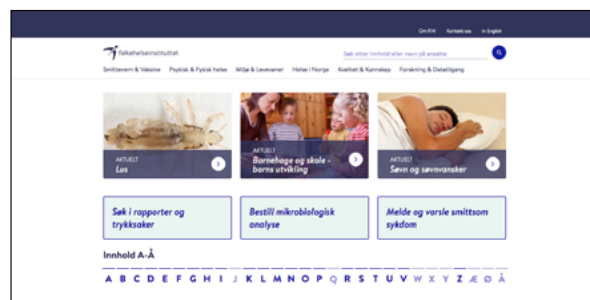 Om FHI Kontakt oss In English
folkehelseinstituttet
Søk etter innhold eller navn på ansatte
Smittevern & Vaksine Psykisk & Fysisk helse Miljø & Levevaner Helse i Norge Kvalitet & Kunnskap Forskning & Datatilgang
AKTUELT
Lus
AKTUELT
Barnehage og skole -
barns utvikling
AKTUELT
Søvn og søvnvansker
Søk i rapporter og
trykksaker
Bestill mikrobiologisk
analyse
Melde og varsle smittsom
sykdom
Innhold A-Å
A B C D E F G H I J K L M N O P Q R S T U V W X Y Z Æ Ø Å